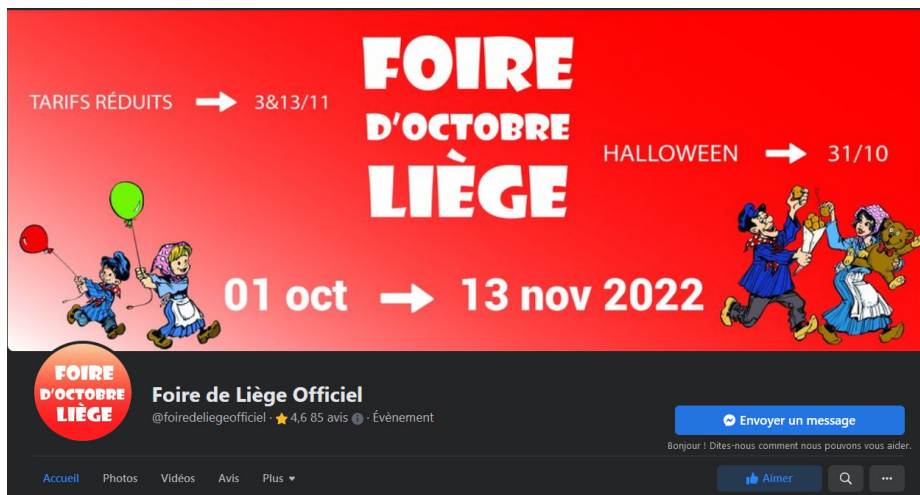 FOIRE
D'OCTOBRE
LIÈGE
TARIFS RÉDUITS → 3&13/11
HALLOWEEN → 31/10
01 oct → 13 nov 2022
FOIRE
D'OCTOBRE
LIÈGE
Foire de Liège Officiel
@foiredeliegeofficiel · 4,6 85 avis · Évènement
Envoyer un message
Bonjour ! Dites-nous comment nous pouvons vous aider.
Accueil Photos Vidéos Avis Plus
Aimer